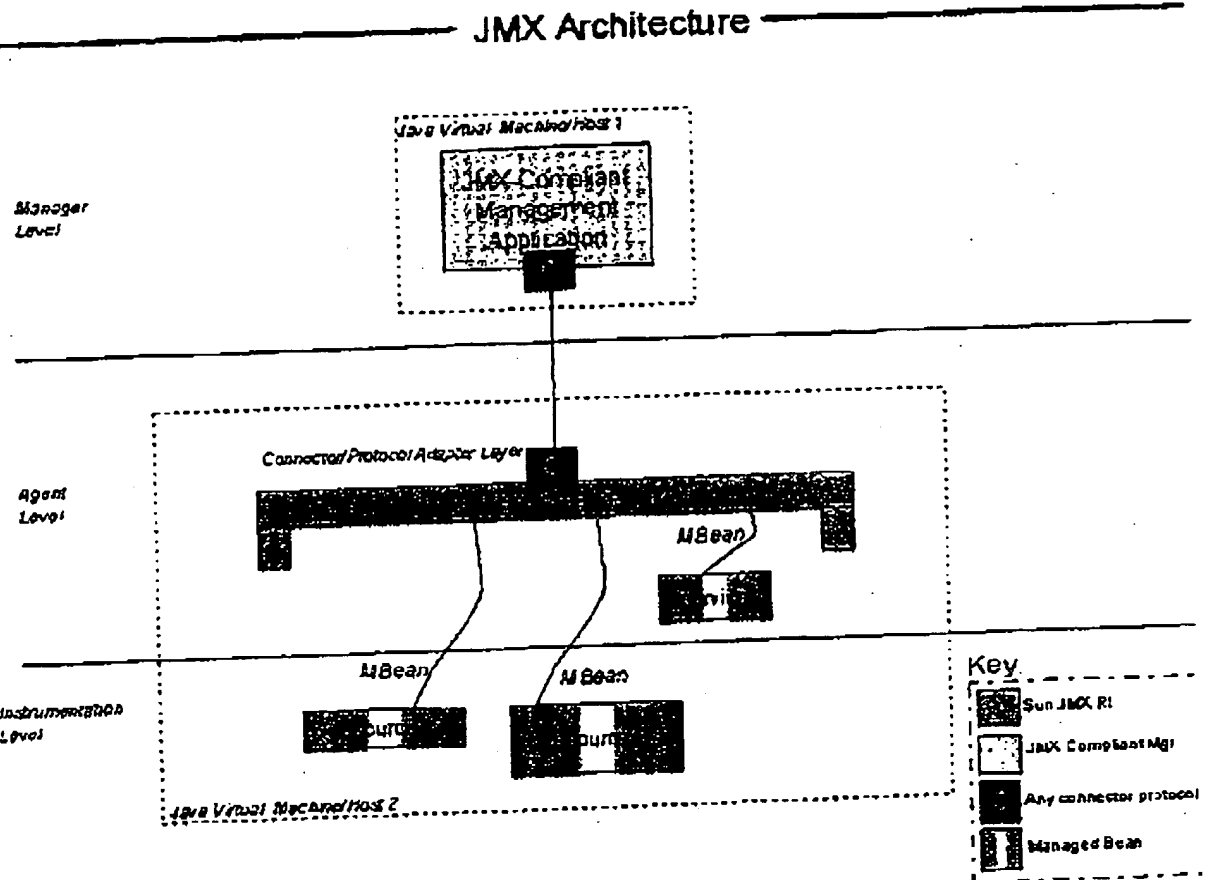 JMX Architecture
Java Virtual Machine/Host 1
JMX Compliant
Management
Application
Manager
Level
Connector/Protocol/Adaptor Layer
Agent
Level
MBean
MBean
MBean
Instrumentation
Level
Java Virtual Machine/Host 2
Key
Sun JMX RI
JMX Compliant Mgr
Any connector protocol
Managed Bean